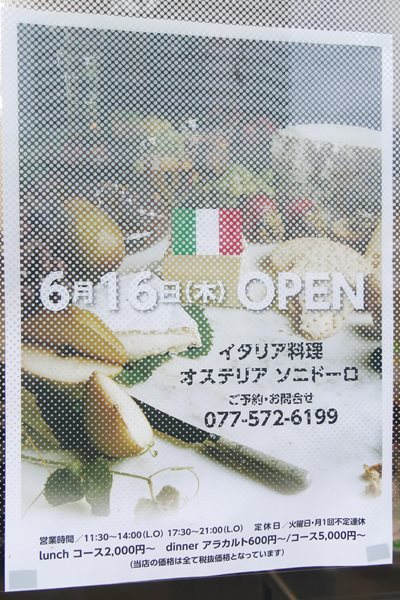 6月16日(木) OPEN
イタリア料理
オステリア ソニドーロ
ご予約・お問合せ
077-572-6199
営業時間／11:30〜14:00(L.O) 17:30〜21:00(L.O) 定休日／火曜日・月1回不定連休
lunch コース2,000円〜 dinner アラカルト600円〜/コース5,000円〜
(当店の価格は全て税抜価格となっています)